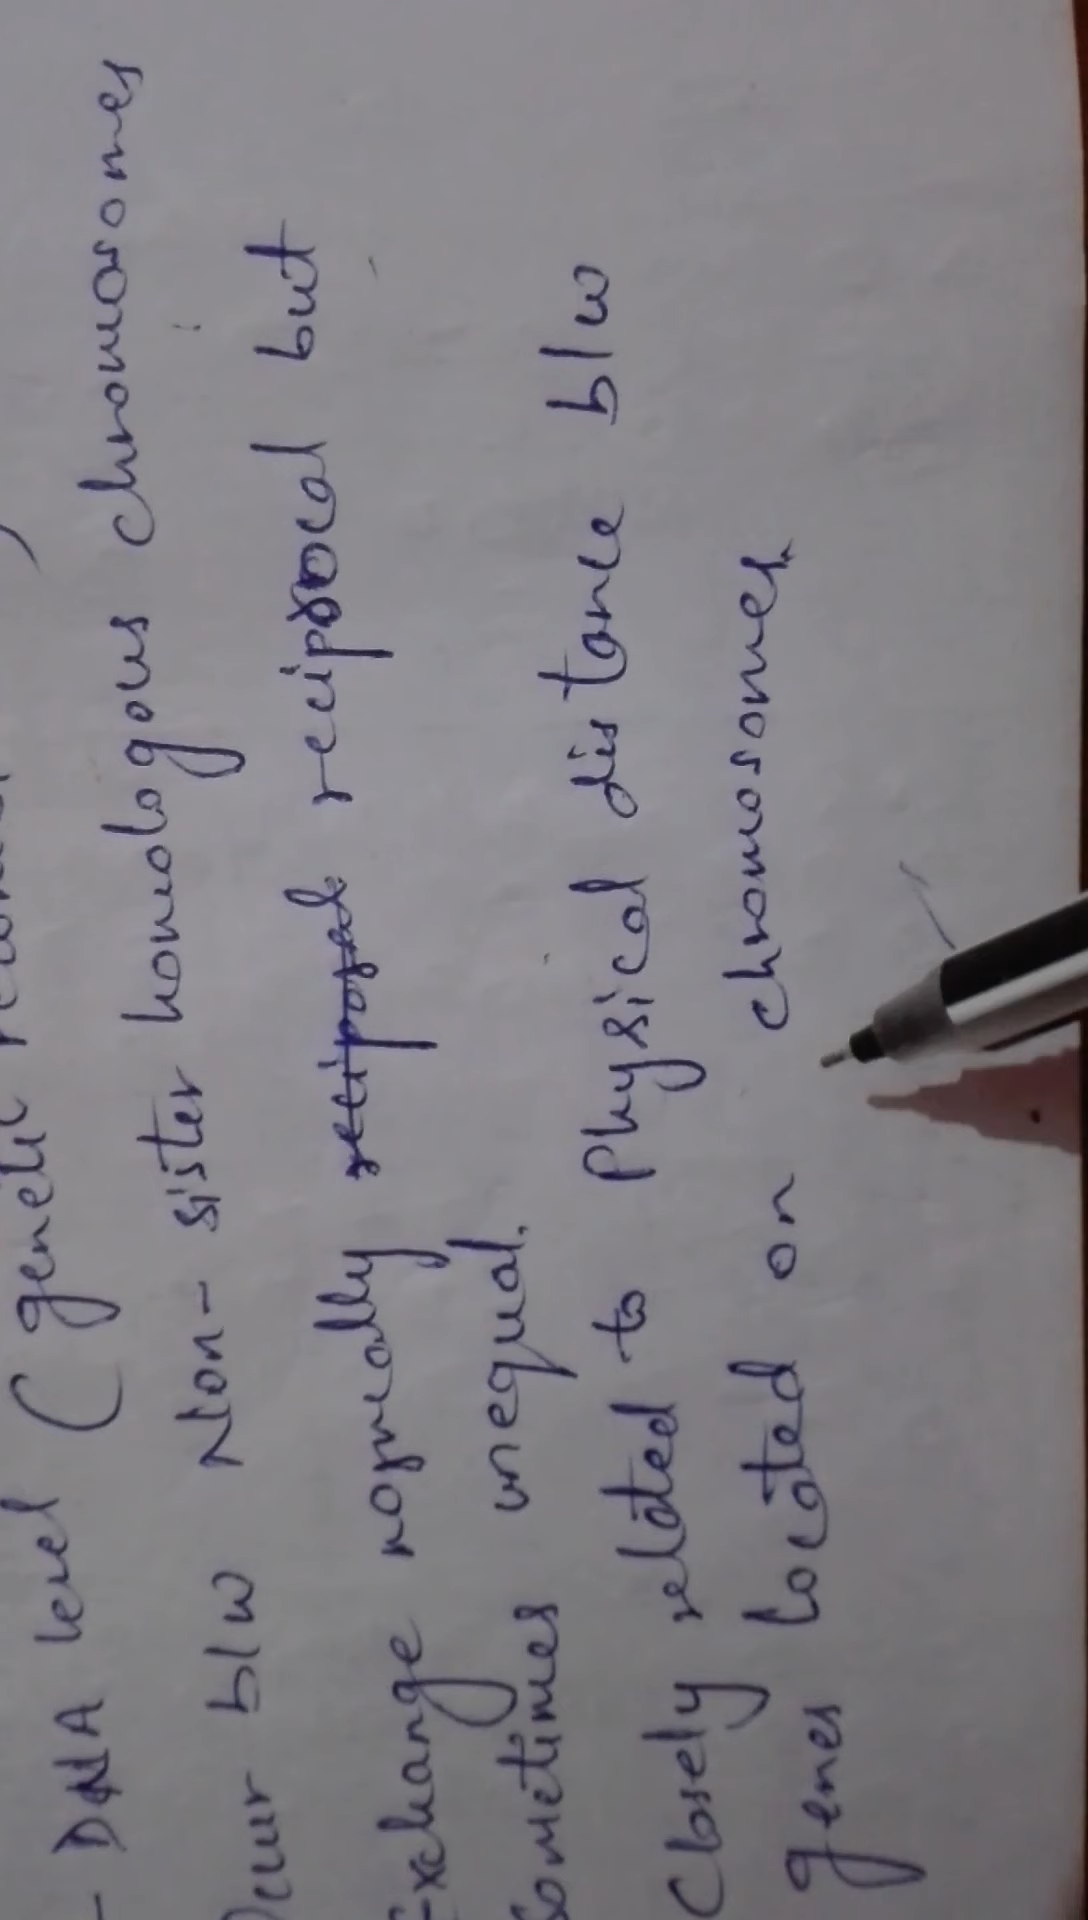 - DNA level (genetic
Occur b/w Non-sister homologous chromosomes
Exchange normally reciprocal but
Sometimes unequal.
Closely related to Physical distance b/w
genes located on chromosomes.